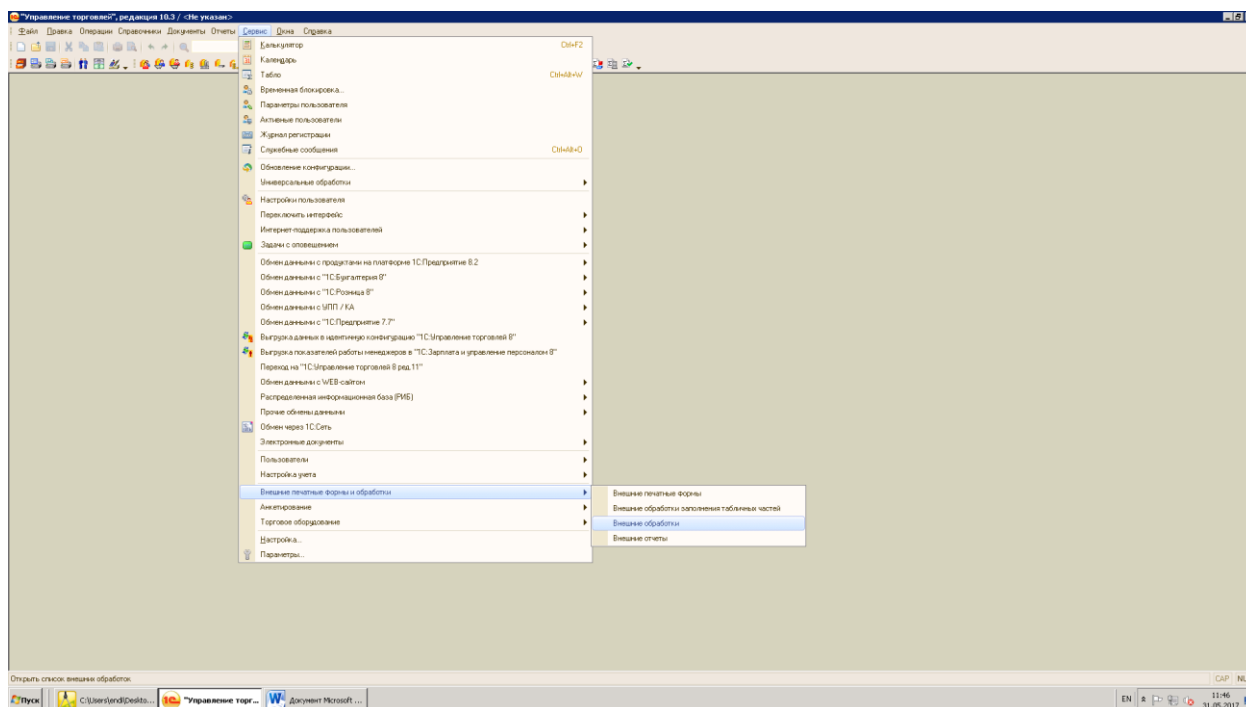 "Управление торговлей", редакция 10.3 / <Не указан>
Файл Правка Операции Справочники Документы Отчеты Сервис Окна Справка
Калькулятор Ctrl+F2
Календарь
Табло Ctrl+Alt+W
Временная блокировка...
Параметры пользователя
Активные пользователи
Журнал регистрации
Служебные сообщения Ctrl+Alt+O
Обновление конфигурации...
Универсальные обработки
Настройки пользователя
Переключить интерфейс
Интернет-поддержка пользователей
Задачи с оповещением
Обмен данными с продуктами на платформе 1С:Предприятие 8.2
Обмен данными с "1С:Бухгалтерия 8"
Обмен данными с "1С:Розница 8"
Обмен данными с УПП / КА
Обмен данными с "1С:Предприятие 7.7"
Выгрузка данных в идентичную конфигурацию "1С:Управление торговлей 8"
Выгрузка показателей работы менеджеров в "1С:Зарплата и управление персоналом 8"
Переход на "1С:Управление торговлей 8 ред.11"
Обмен данными с WEB-сайтом
Распределенная информационная база (РИБ)
Прочие обмены данными
Обмен через 1С:Сеть
Электронные документы
Пользователи
Настройка учета
Внешние печатные формы и обработки
Анкетирование
Торговое оборудование
Настройка...
Параметры...
Внешние печатные формы
Внешние обработки заполнения табличных частей
Внешние обработки
Внешние отчеты
Открыть список внешних обработок
CAP
Пуск
C:\Users\endi\Deskto...
"Управление торг...
Документ Microsoft ...
EN
11:46
31.05.2017